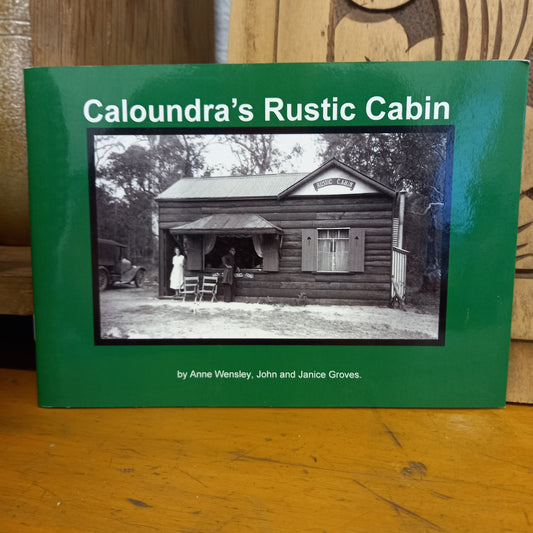 Caloundra's Rustic Cabin
RUSTIC CABIN
by Anne Wensley, John and Janice Groves.